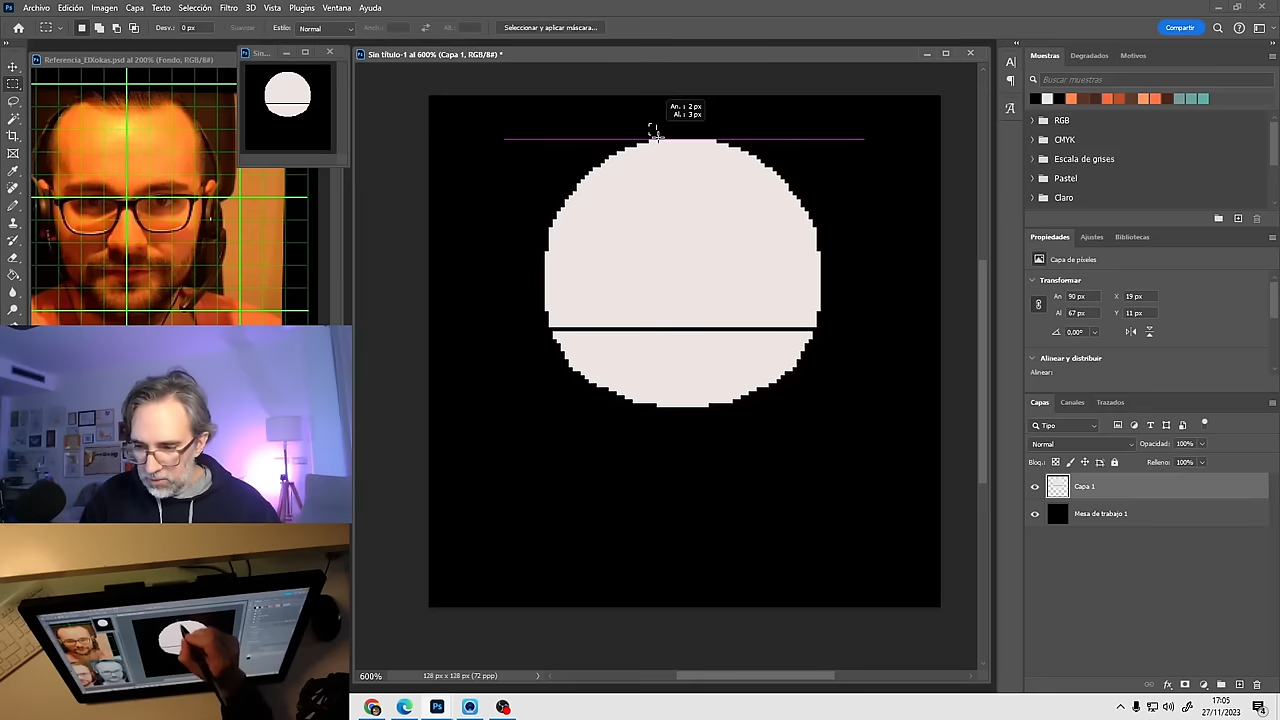 Archivo Edición Imagen Capa Texto Selección Filtro 3D Vista Plugins Ventana Ayuda
Desv.: 0 px Suavizar Estilo: Normal Anch.: Alt.: Seleccionar y aplicar máscara... Compartir
Referencia_ElXokas.psd al 200% (Fondo, RGB/8#)
Sin...
Sin título-1 al 600% (Capa 1, RGB/8#) *
An.: 2 px
Al.: 3 px
Muestras Degradados Motivos
Buscar muestras
RGB
CMYK
Escala de grises
Pastel
Claro
Propiedades Ajustes Bibliotecas
Capa de píxeles
Transformar
An 90 px X 19 px
Al 67 px Y 11 px
0,00°
Alinear y distribuir
Alinear:
Capas Canales Trazados
Tipo
Normal Opacidad: 100%
Bloq.: Relleno: 100%
Capa 1
Mesa de trabajo 1
600% 128 px x 128 px (72 ppp)
17:05
27/11/2023